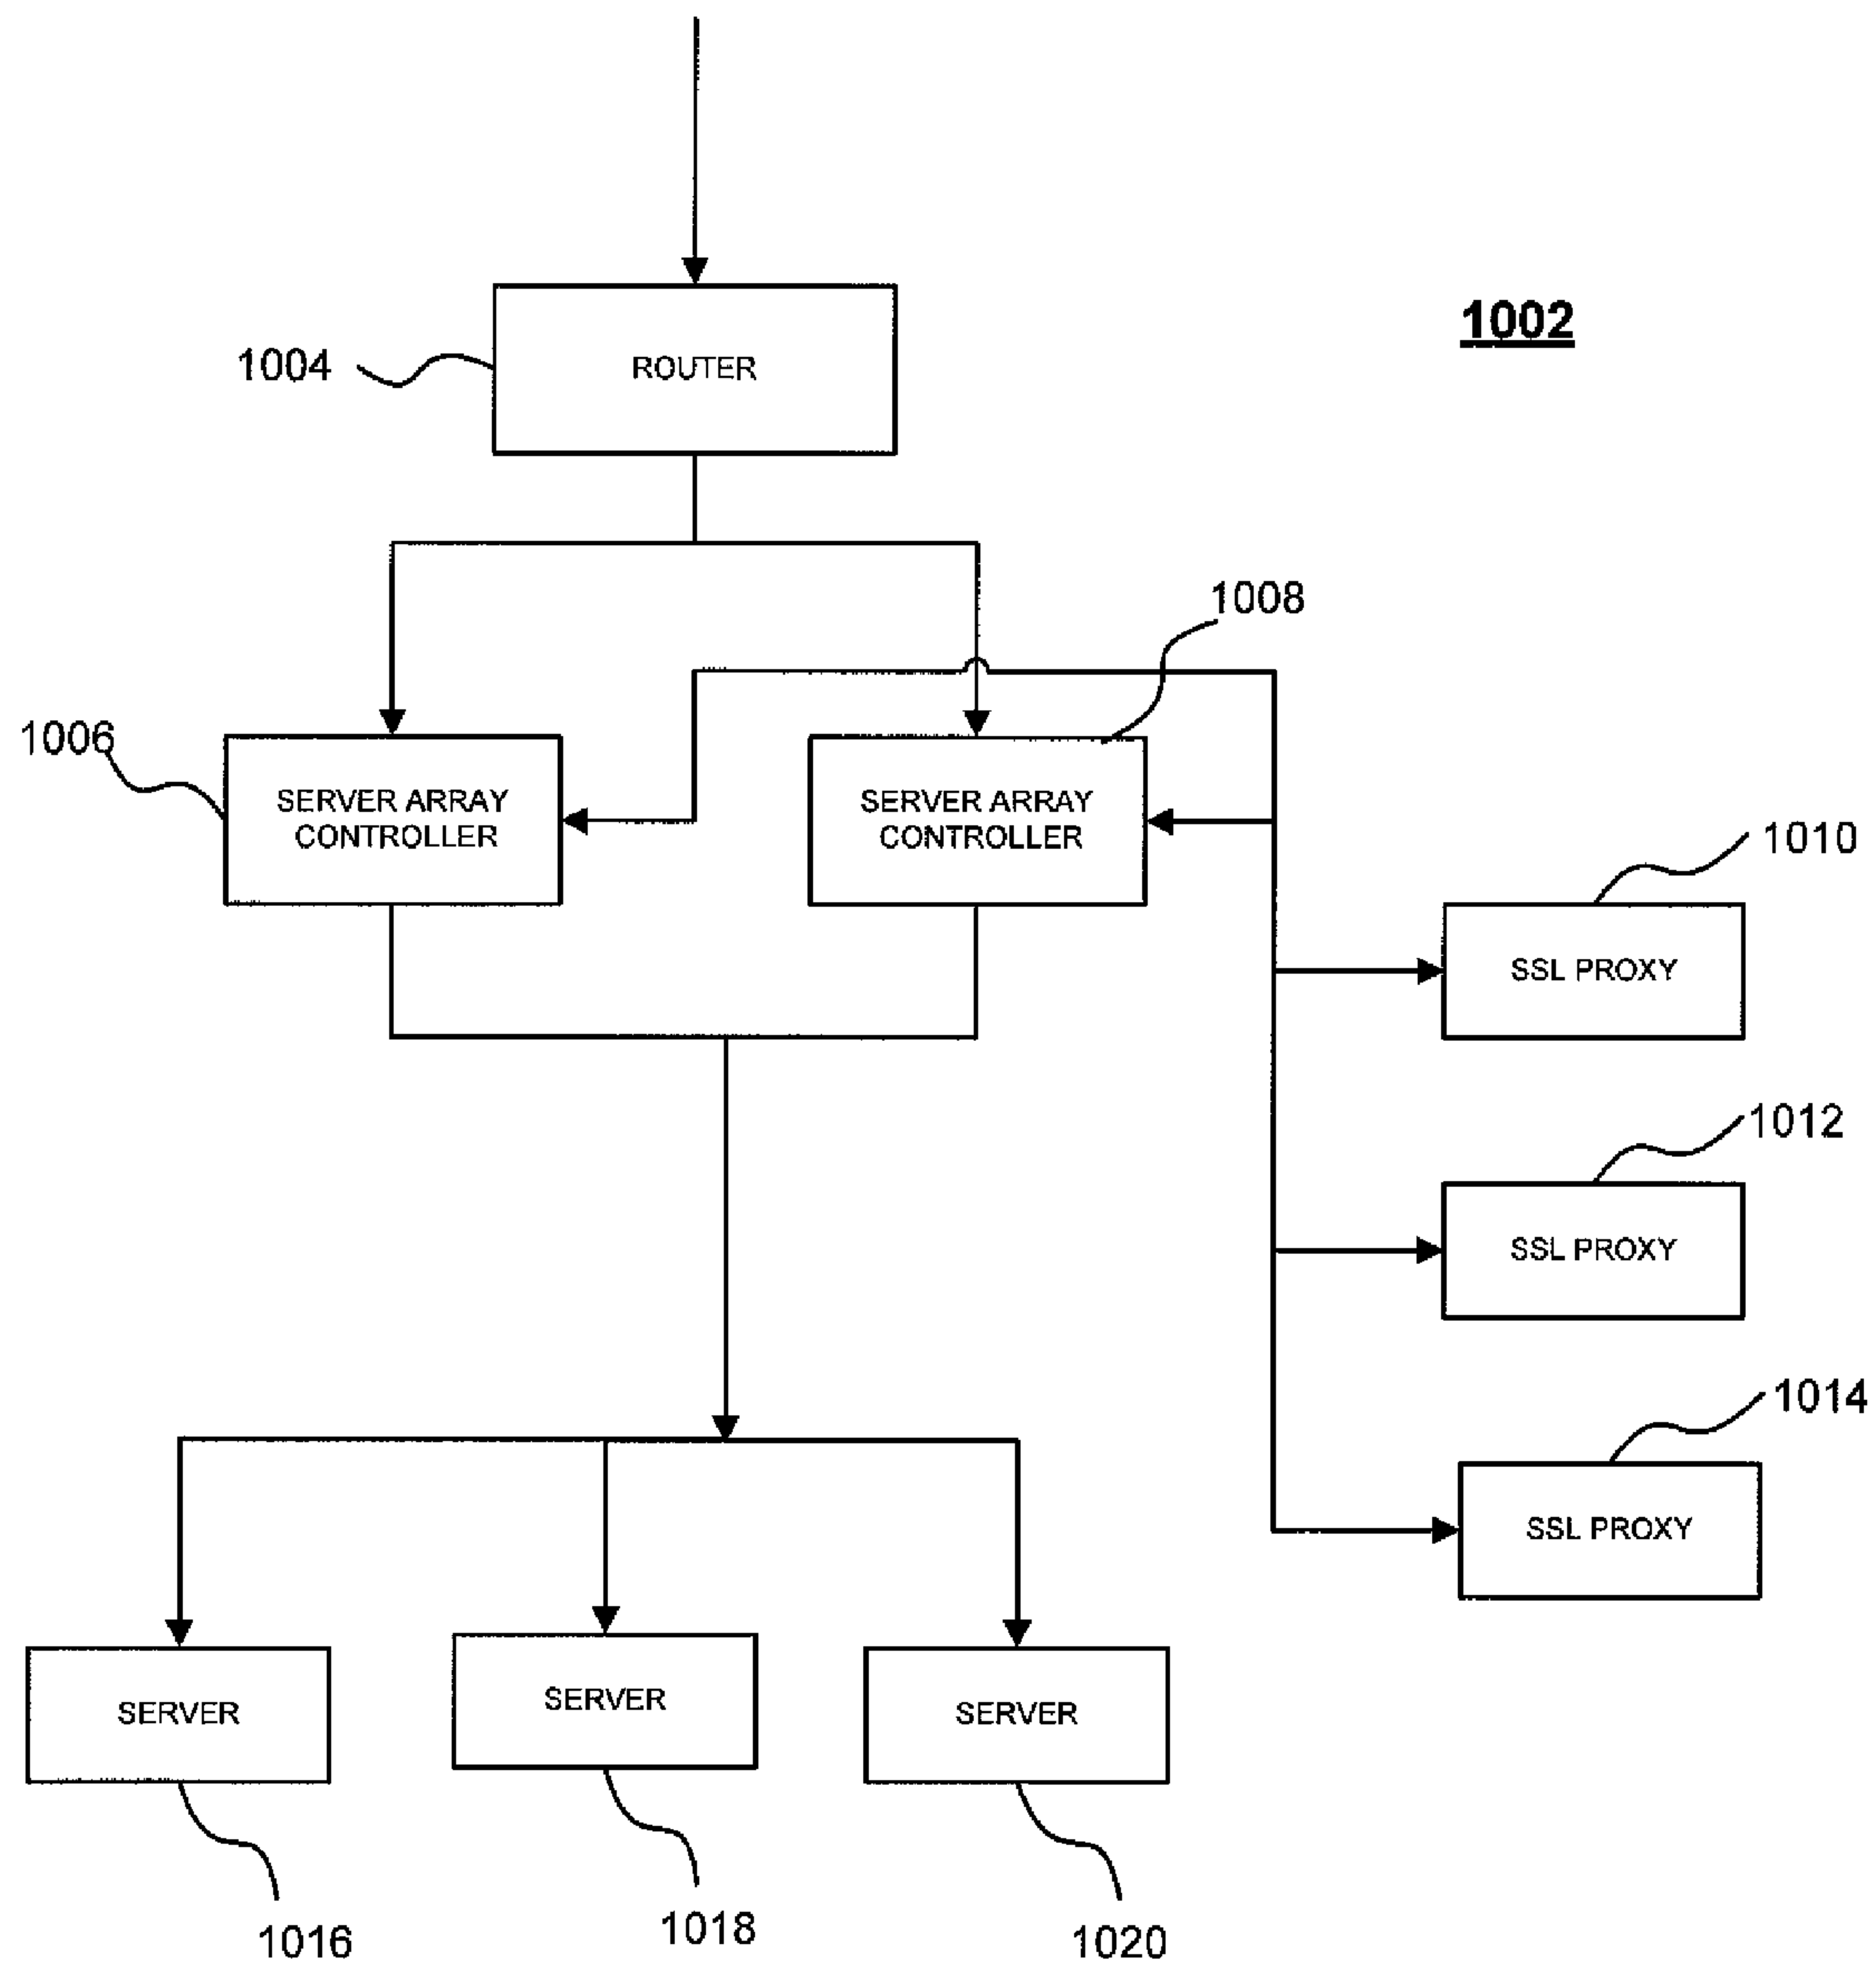 1002
1004
ROUTER
1008
1006
SERVER ARRAY
CONTROLLER
SERVER ARRAY
CONTROLLER
1010
SSL PROXY
1012
SSL PROXY
1014
SSL PROXY
SERVER
SERVER
SERVER
1016
1018
1020